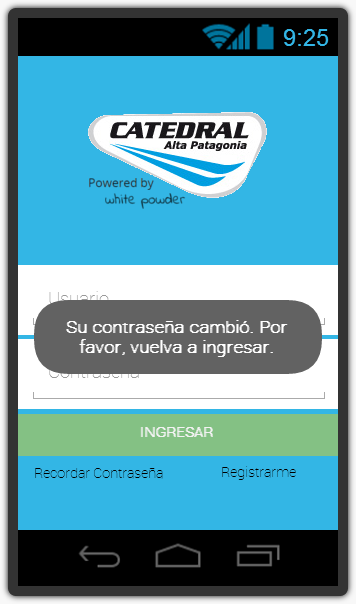 9:25
CATEDRAL
Alta Patagonia
Powered by
white powder
Usuario
Su contraseña cambió. Por
favor, vuelva a ingresar.
Contraseña
INGRESAR
Recordar Contraseña
Registrarme